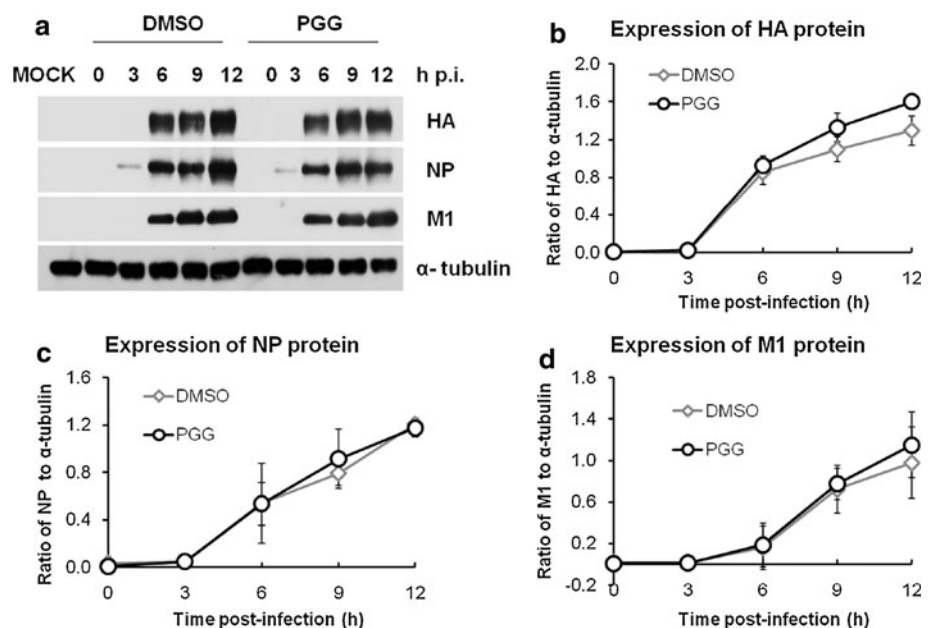 a
DMSO PGG
MOCK 0 3 6 9 12 0 3 6 9 12 h p.i.
HA
NP
M1
α- tubulin
b Expression of HA protein
DMSO
PGG
Ratio of HA to α-tubulin
2.0
1.6
1.2
0.8
0.4
0.0
0 3 6 9 12
Time post-infection (h)
c Expression of NP protein
DMSO
PGG
Ratio of NP to α-tubulin
1.6
1.2
0.8
0.4
0.0
0 3 6 9 12
Time post-infection (h)
d Expression of M1 protein
DMSO
PGG
Ratio of M1 to α-tubulin
1.8
1.4
1.0
0.6
0.2
-0.2
0 3 6 9 12
Time post-infection (h)